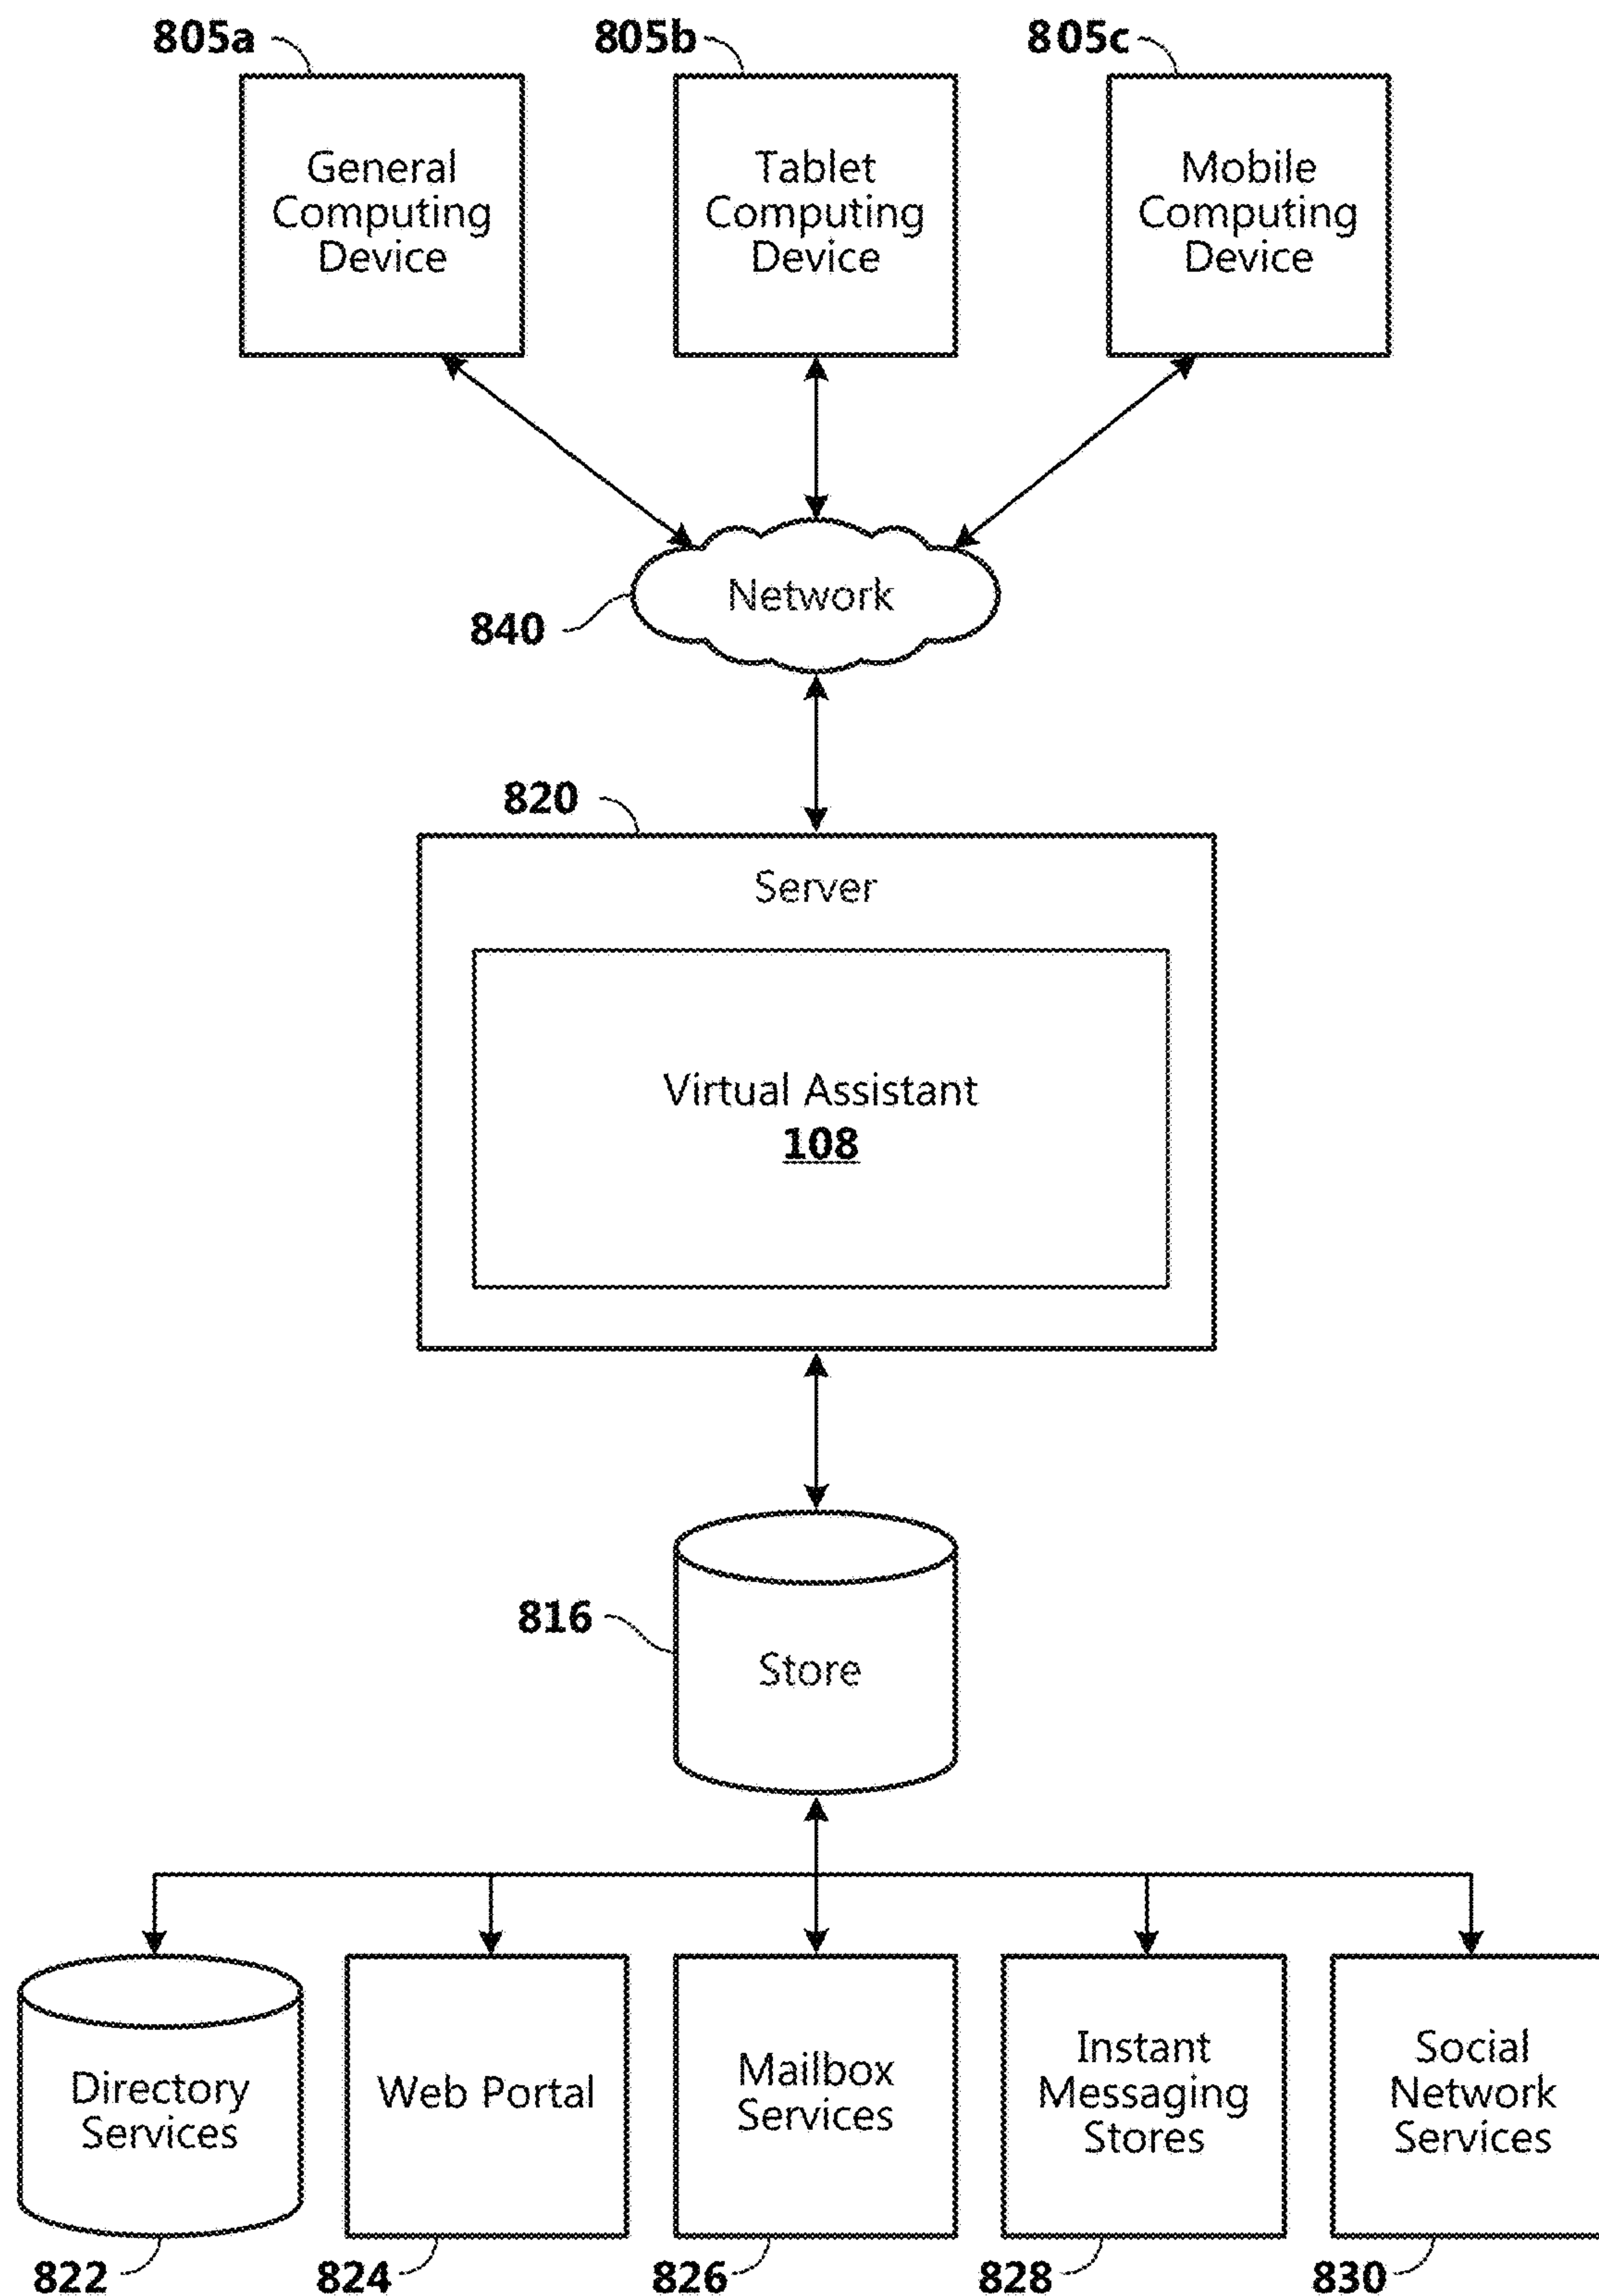 805a
805b
805c
General
Computing
Device
Tablet
Computing
Device
Mobile
Computing
Device
Network
840
820
Server
Virtual Assistant
108
816
Store
Directory
Services
Web Portal
Mailbox
Services
Instant
Messaging
Stores
Social
Network
Services
822
824
826
828
830